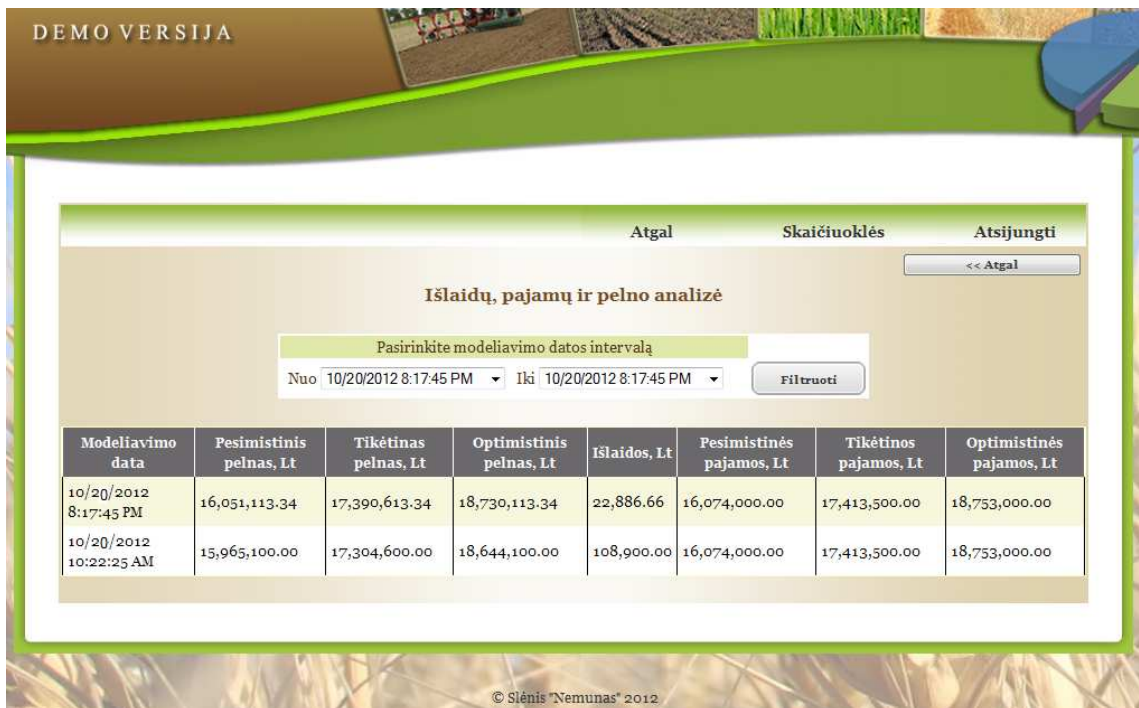 DEMO VERSIJA
Atgal Skaičiuoklės Atsijungti
<< Atgal
Išlaidų, pajamų ir pelno analizė
Pasirinkite modeliavimo datos intervalą
Nuo 10/20/2012 8:17:45 PM Iki 10/20/2012 8:17:45 PM Filtruoti
Modeliavimo data Pesimistinis pelnas, Lt Tikėtinas pelnas, Lt Optimistinis pelnas, Lt Išlaidos, Lt Pesimistinės pajamos, Lt Tikėtinos pajamos, Lt Optimistinės pajamos, Lt
10/20/2012 8:17:45 PM 16,051,113.34 17,390,613.34 18,730,113.34 22,886.66 16,074,000.00 17,413,500.00 18,753,000.00
10/20/2012 10:22:25 AM 15,965,100.00 17,304,600.00 18,644,100.00 108,900.00 16,074,000.00 17,413,500.00 18,753,000.00
© Slėnis "Nemunas" 2012